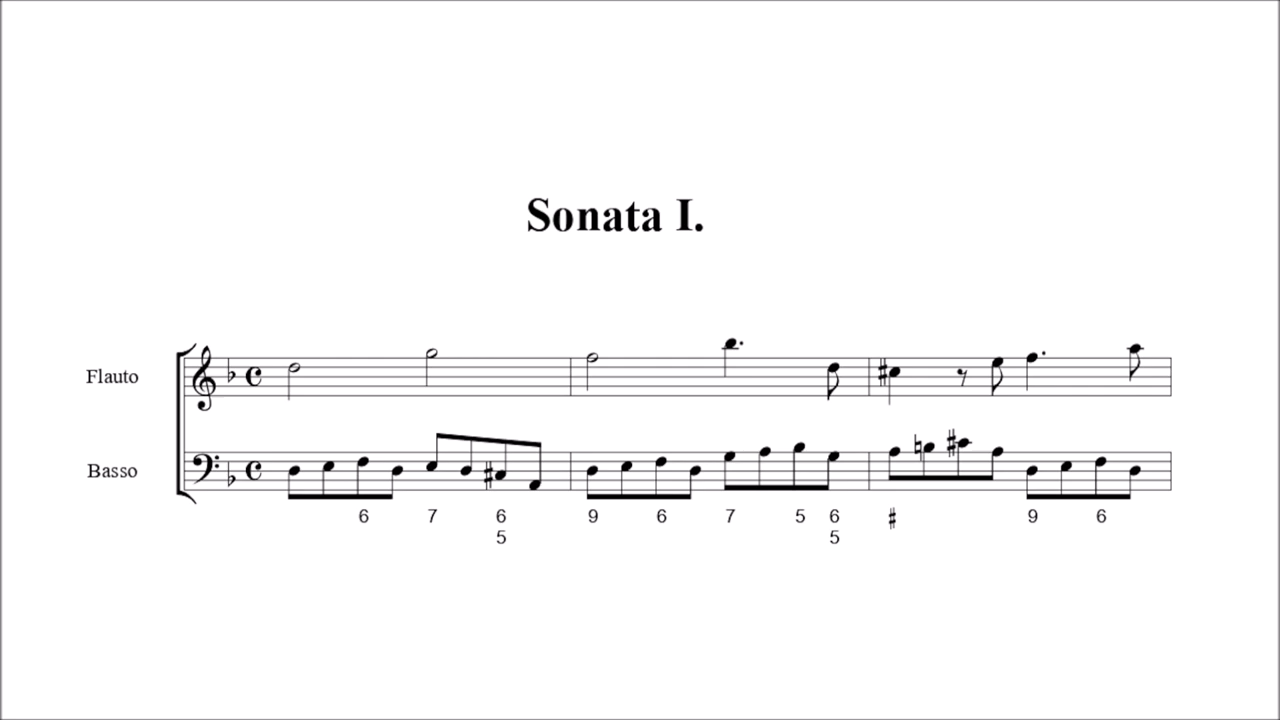 Sonata I.
Flauto
Basso
6 7 6 9 6 7 5 6 ♯ 9 6
5 5